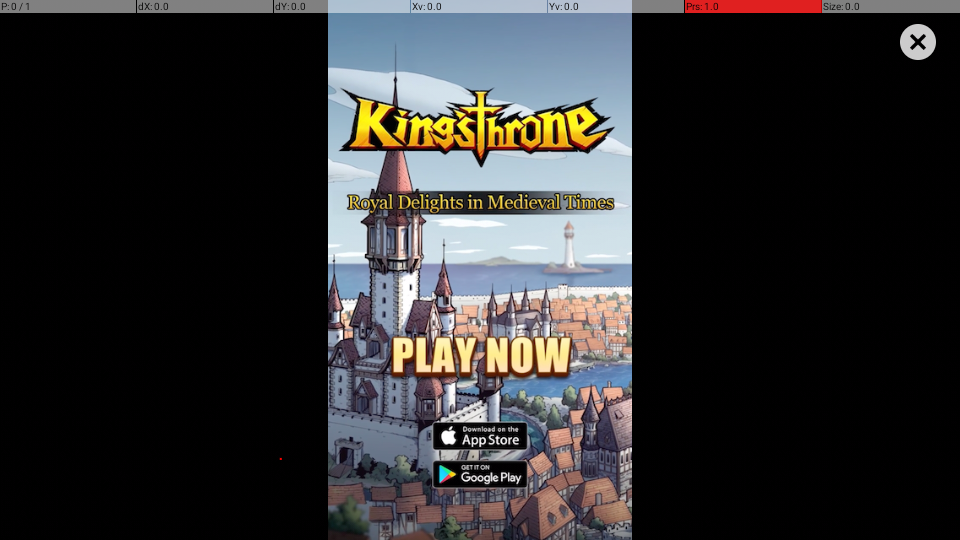 P: 0 / 1 dX: 0.0 dY: 0.0 Xv: 0.0 Yv: 0.0 Prs: 1.0 Size: 0.0
Kingsthrone
Royal Delights in Medieval Times
PLAY NOW
Download on the
App Store
GET IT ON
Google Play